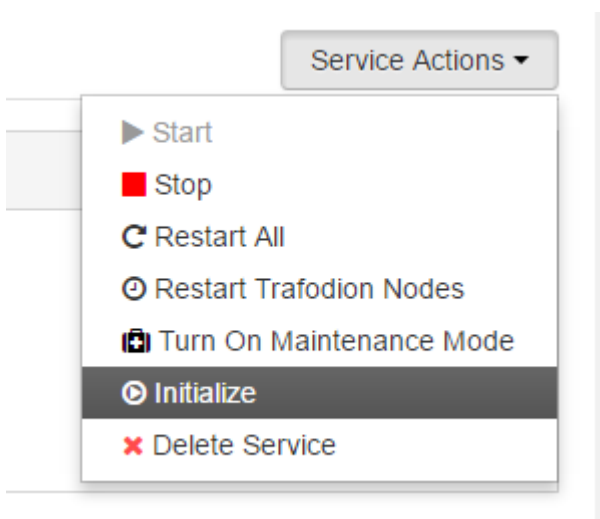 Service Actions
Start
Stop
Restart All
Restart Trafodion Nodes
Turn On Maintenance Mode
Initialize
Delete Service